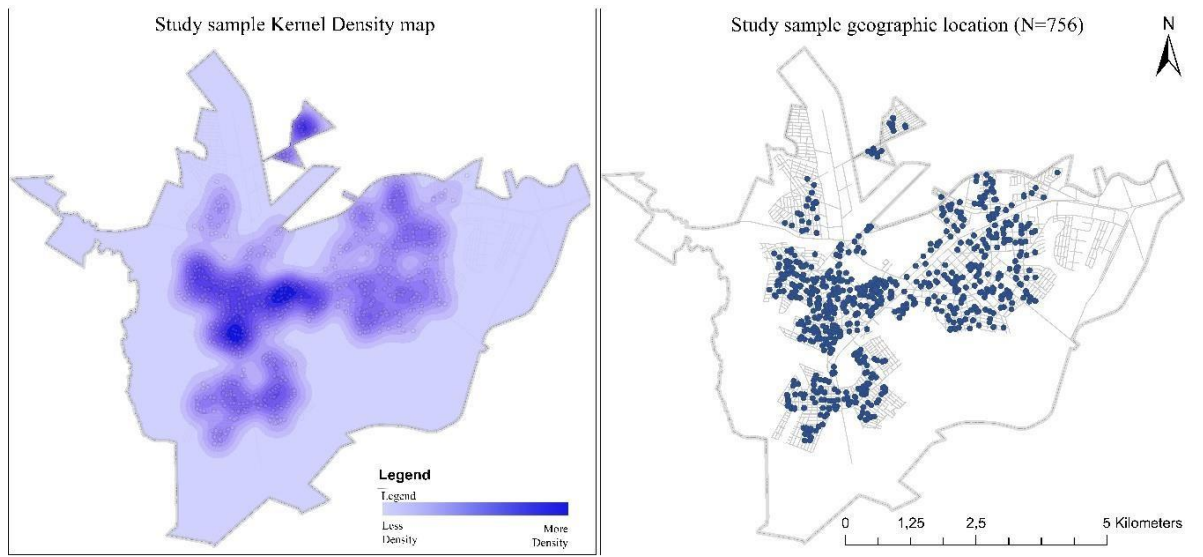 Study sample Kernel Density map
Legend
Legend
Less
Density
More
Density
Study sample geographic location (N=756)
N
0 1,25 2,5 5 Kilometers